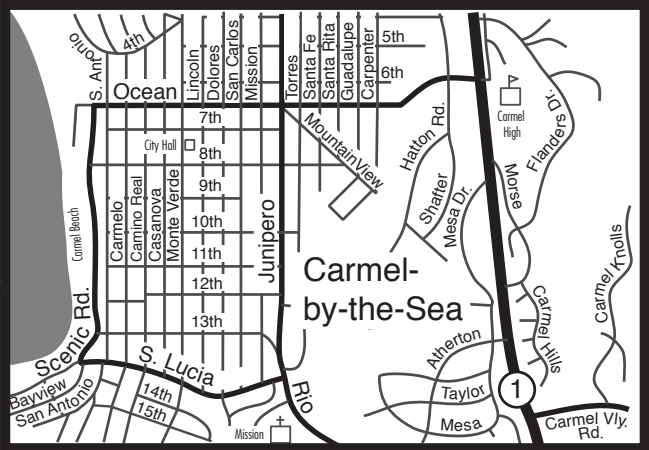 S. Antonio
4th
Lincoln
Dolores
San Carlos
Mission
Torres
Santa Fe
Santa Rita
Guadalupe
Carpenter
5th
6th
Ocean
7th
City Hall
8th
9th
10th
11th
12th
13th
Carmel Beach
Carmelo
Camino Real
Casanova
Monte Verde
Junipero
MountainView
Hatton Rd.
Shafter
Mesa Dr.
Carmel
High
Flanders Dr.
Morse
Carmel Knolls
Carmel-
by-the-Sea
Scenic Rd.
S. Lucia
Carmel Hills
Atherton
Taylor
Mesa
1
Bayview
San Antonio
14th
15th
Mission
Rio
Carmel Vly.
Rd.